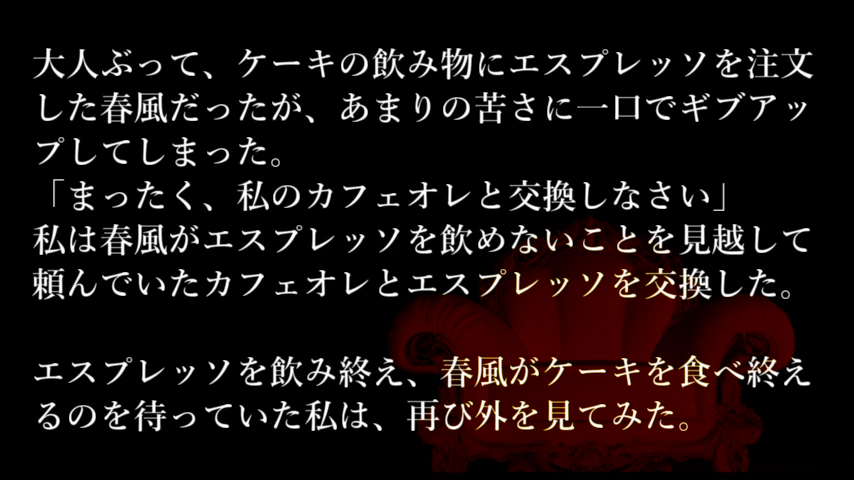 大人ぶって、ケーキの飲み物にエスプレッソを注文
した春風だったが、あまりの苦さに一口でギブアッ
プしてしまった。
「まったく、私のカフェオレと交換しなさい」
私は春風がエスプレッソを飲めないことを見越して
頼んでいたカフェオレとエスプレッソを交換した。
エスプレッソを飲み終え、春風がケーキを食べ終え
るのを待っていた私は、再び外を見てみた。